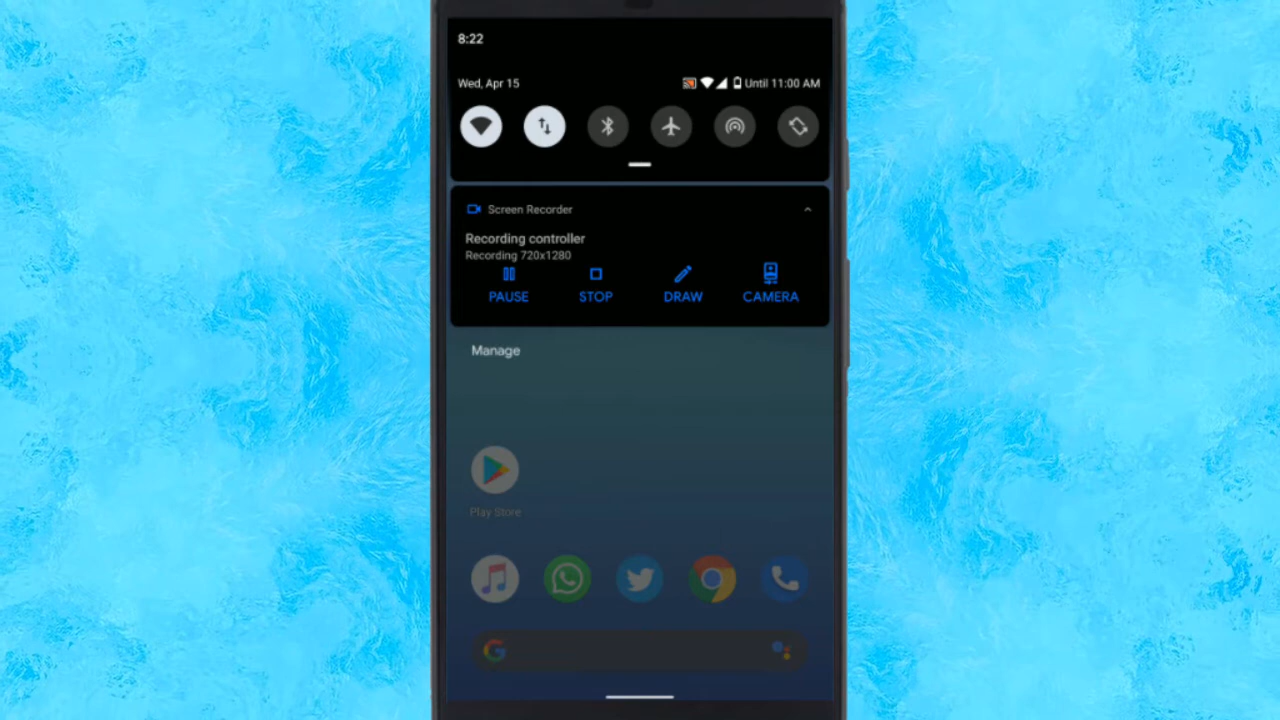 8:22
Wed, Apr 15
Until 11:00 AM
Screen Recorder
Recording controller
Recording 720x1280
PAUSE STOP DRAW CAMERA
Manage
Play Store